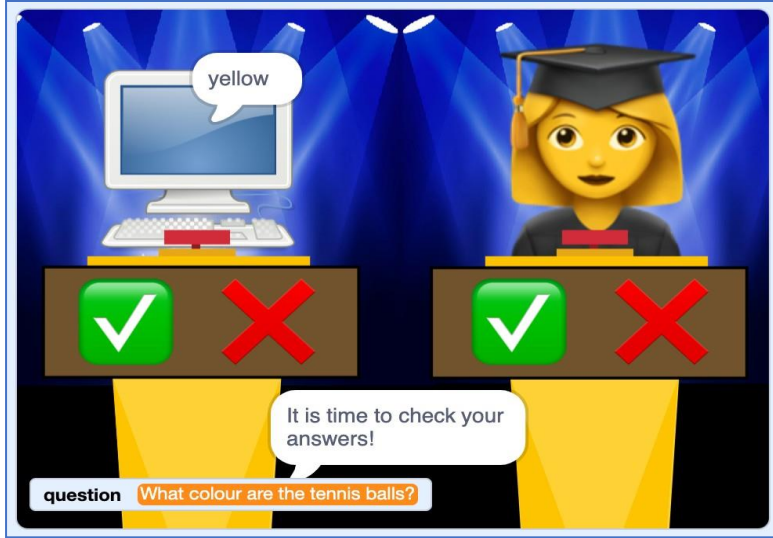 yellow
It is time to check your
answers!
question What colour are the tennis balls?